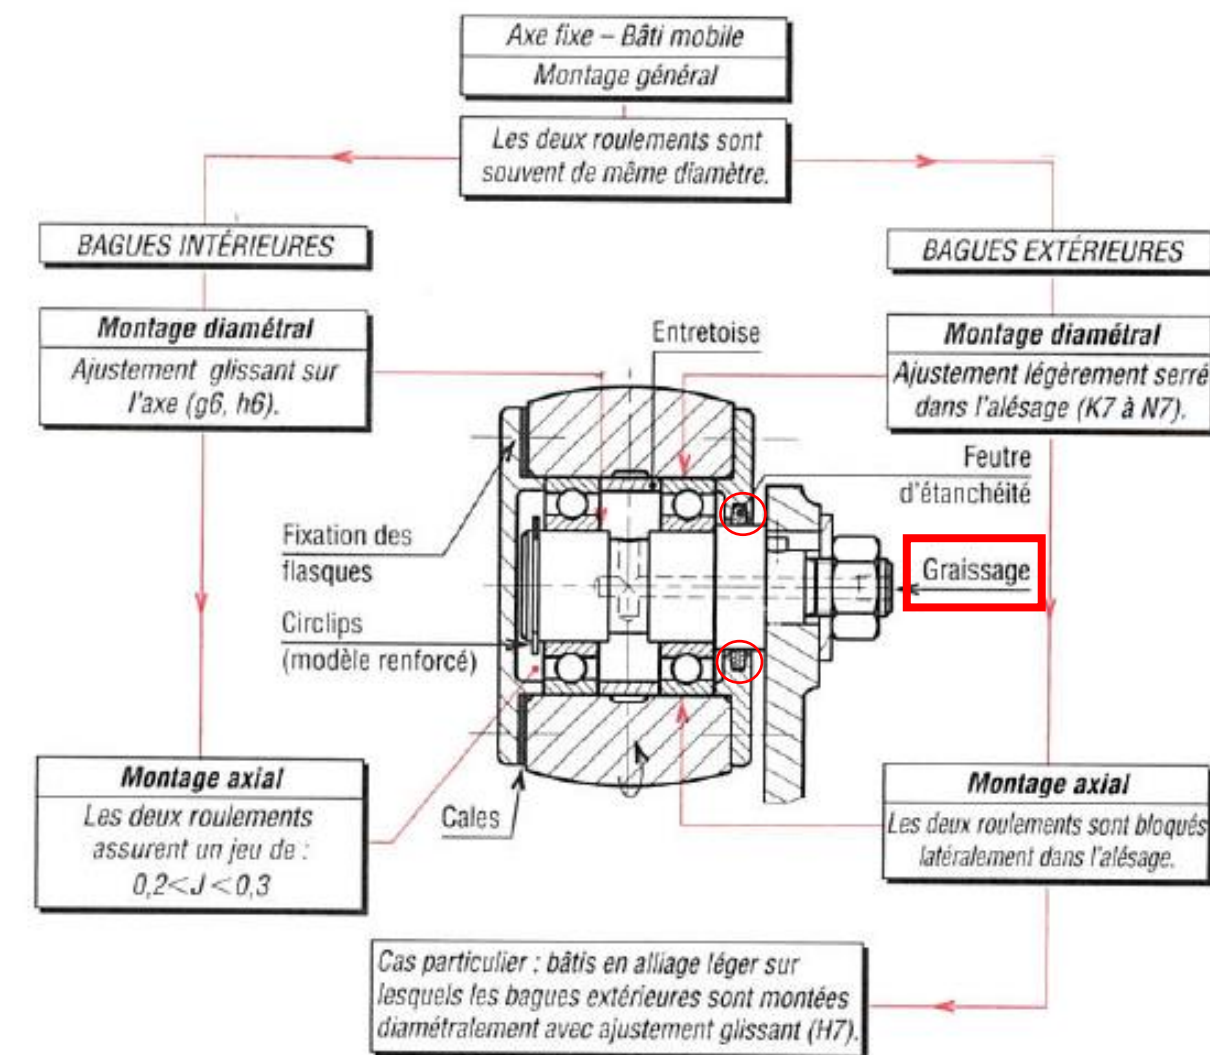 Axe fixe – Bâti mobile
Montage général
Les deux roulements sont
souvent de même diamètre.
BAGUES INTÉRIEURES
BAGUES EXTÉRIEURES
Montage diamétral
Ajustement glissant sur
l'axe (g6, h6).
Entretoise
Montage diamétral
Ajustement légèrement serré
dans l'alésage (K7 à N7).
Feutre
d'étanchéité
Fixation des
flasques
Graissage
Circlips
(modèle renforcé)
Montage axial
Les deux roulements
assurent un jeu de :
0,2<J<0,3
Cales
Montage axial
Les deux roulements sont bloqués
latéralement dans l'alésage.
Cas particulier : bâtis en alliage léger sur
lesquels les bagues extérieures sont montées
diamétralement avec ajustement glissant (H7).